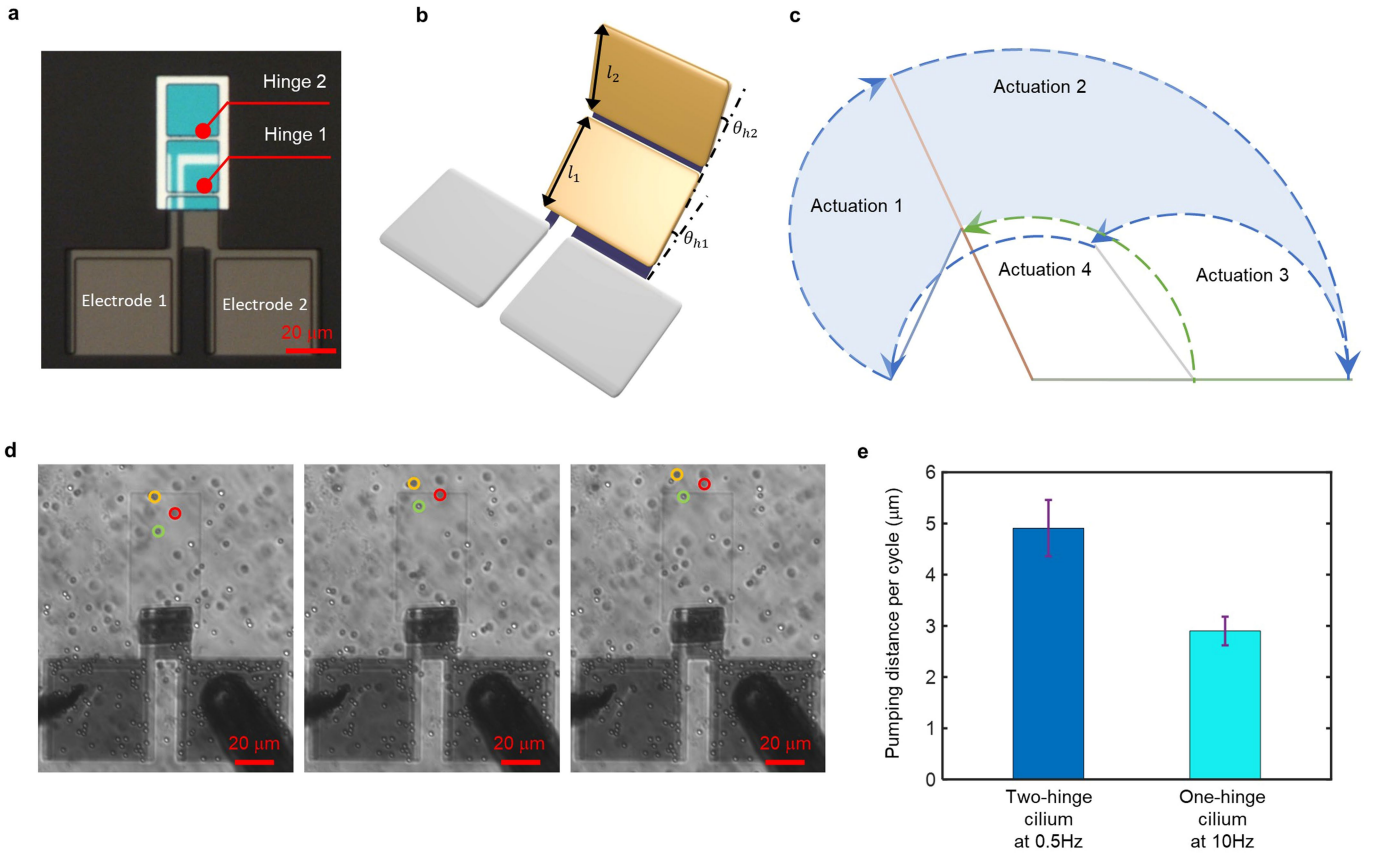 a
Hinge 2
Hinge 1
Electrode 1
Electrode 2
20 μm
b
l₂
θₕ₂
l₁
θₕ₁
c
Actuation 2
Actuation 1
Actuation 4
Actuation 3
d
20 μm
20 μm
20 μm
e
Pumping distance per cycle (μm)
6
5
4
3
2
1
0
Two-hinge
cilium
at 0.5Hz
One-hinge
cilium
at 10Hz